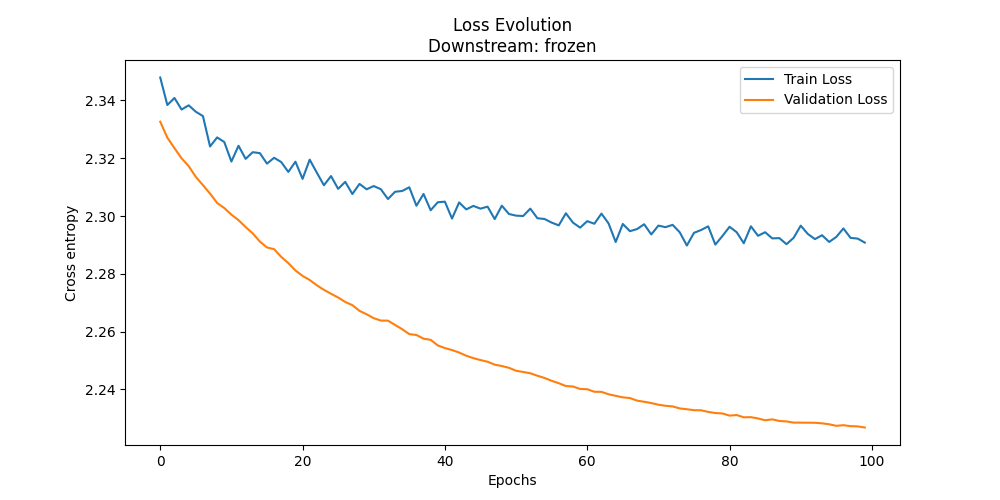 Loss Evolution
Downstream: frozen
Train Loss
Validation Loss
2.34
2.32
2.30
2.28
2.26
2.24
Cross entropy
0 20 40 60 80 100
Epochs